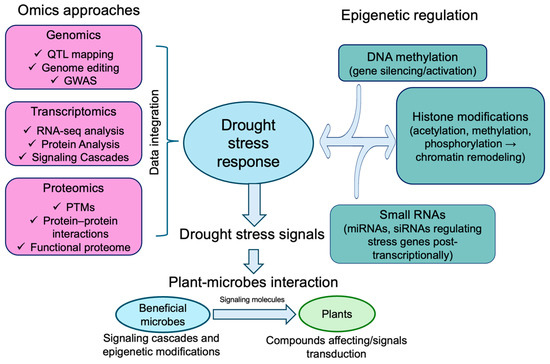 Omics approaches
Genomics
✓ QTL mapping
✓ Genome editing
✓ GWAS
Transcriptomics
✓ RNA-seq analysis
✓ Protein Analysis
✓ Signaling Cascades
Proteomics
✓ PTMs
✓ Protein–protein
interactions
✓ Functional proteome
Data integration
Drought
stress
response
Epigenetic regulation
DNA methylation
(gene silencing/activation)
Histone modifications
(acetylation, methylation,
phosphorylation →
chromatin remodeling)
Small RNAs
(miRNAs, siRNAs regulating
stress genes post-
transcriptionally)
Drought stress signals
Plant-microbes interaction
Beneficial
microbes
Signaling molecules
Plants
Signaling cascades and
epigenetic modifications
Compounds affecting/signals
transduction